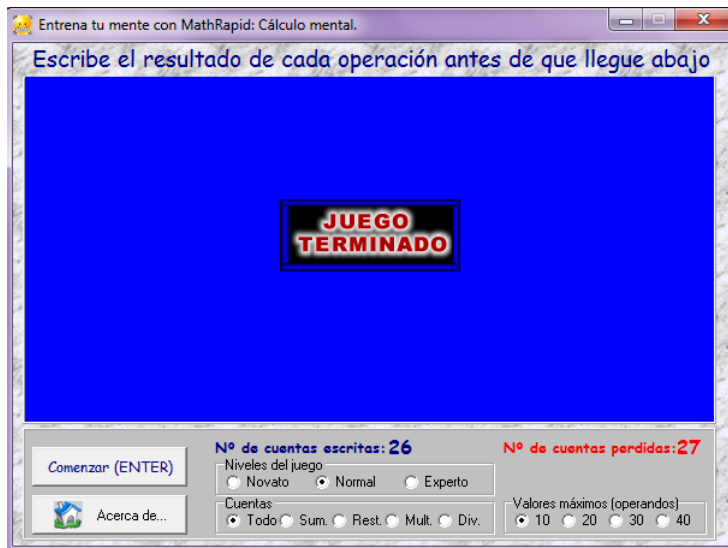 Entrena tu mente con MathRapid: Cálculo mental.
Escribe el resultado de cada operación antes de que llegue abajo
JUEGO
TERMINADO
Comenzar (ENTER)
Acerca de...
Nº de cuentas escritas: 26
Nº de cuentas perdidas:27
Niveles del juego
Novato Normal Experto
Cuentas
Todo Sum. Rest. Mult. Div.
Valores máximos (operandos)
10 20 30 40